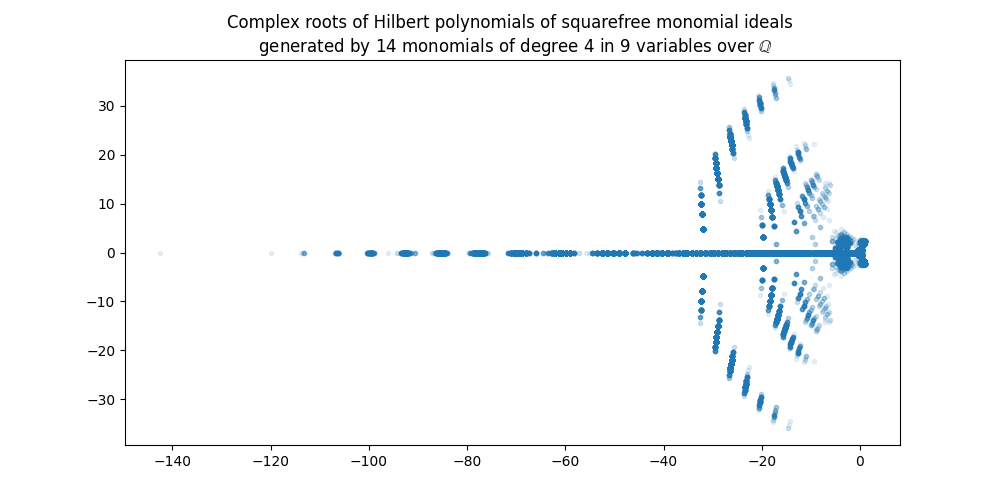 Complex roots of Hilbert polynomials of squarefree monomial ideals
generated by 14 monomials of degree 4 in 9 variables over ℚ
30
20
10
0
−10
−20
−30
−140 −120 −100 −80 −60 −40 −20 0